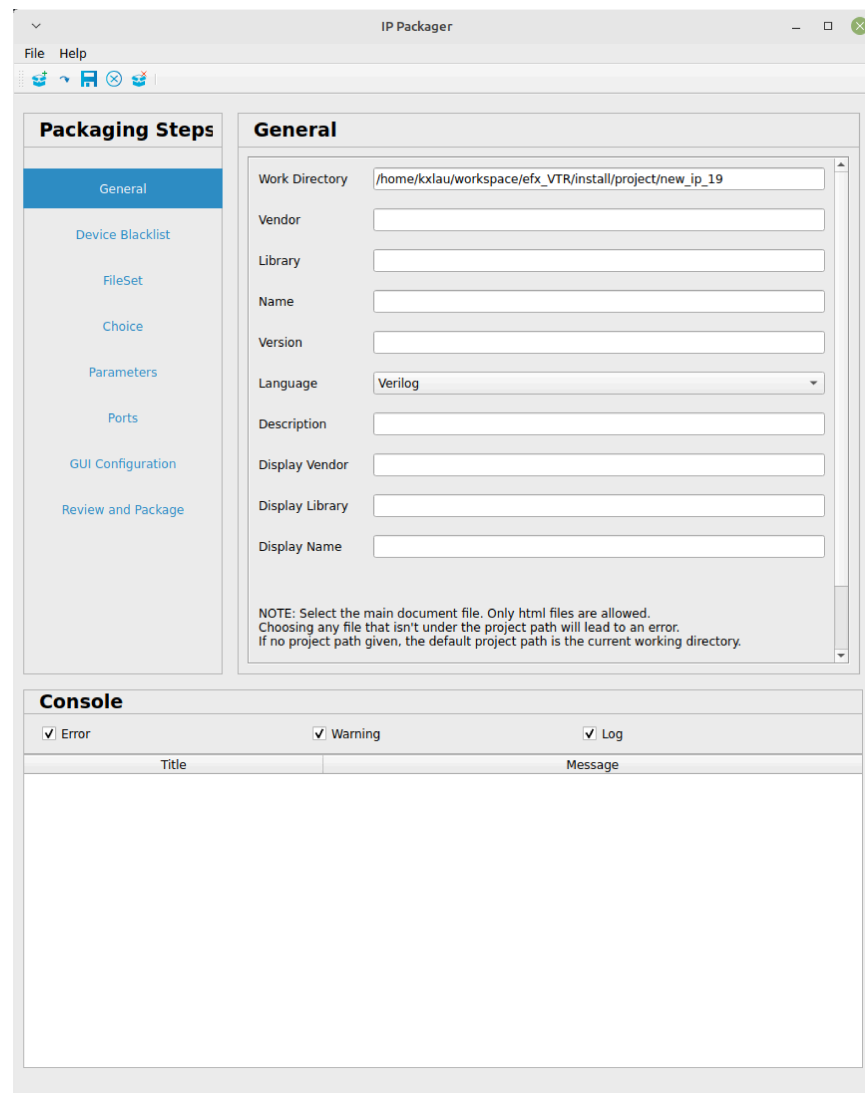 IP Packager
File Help
Packaging Steps
General
Device Blacklist
FileSet
Choice
Parameters
Ports
GUI Configuration
Review and Package
General
Work Directory /home/kxlau/workspace/efx_VTR/install/project/new_ip_19
Vendor
Library
Name
Version
Language Verilog
Description
Display Vendor
Display Library
Display Name
NOTE: Select the main document file. Only html files are allowed.
Choosing any file that isn't under the project path will lead to an error.
If no project path given, the default project path is the current working directory.
Console
Error Warning Log
Title Message